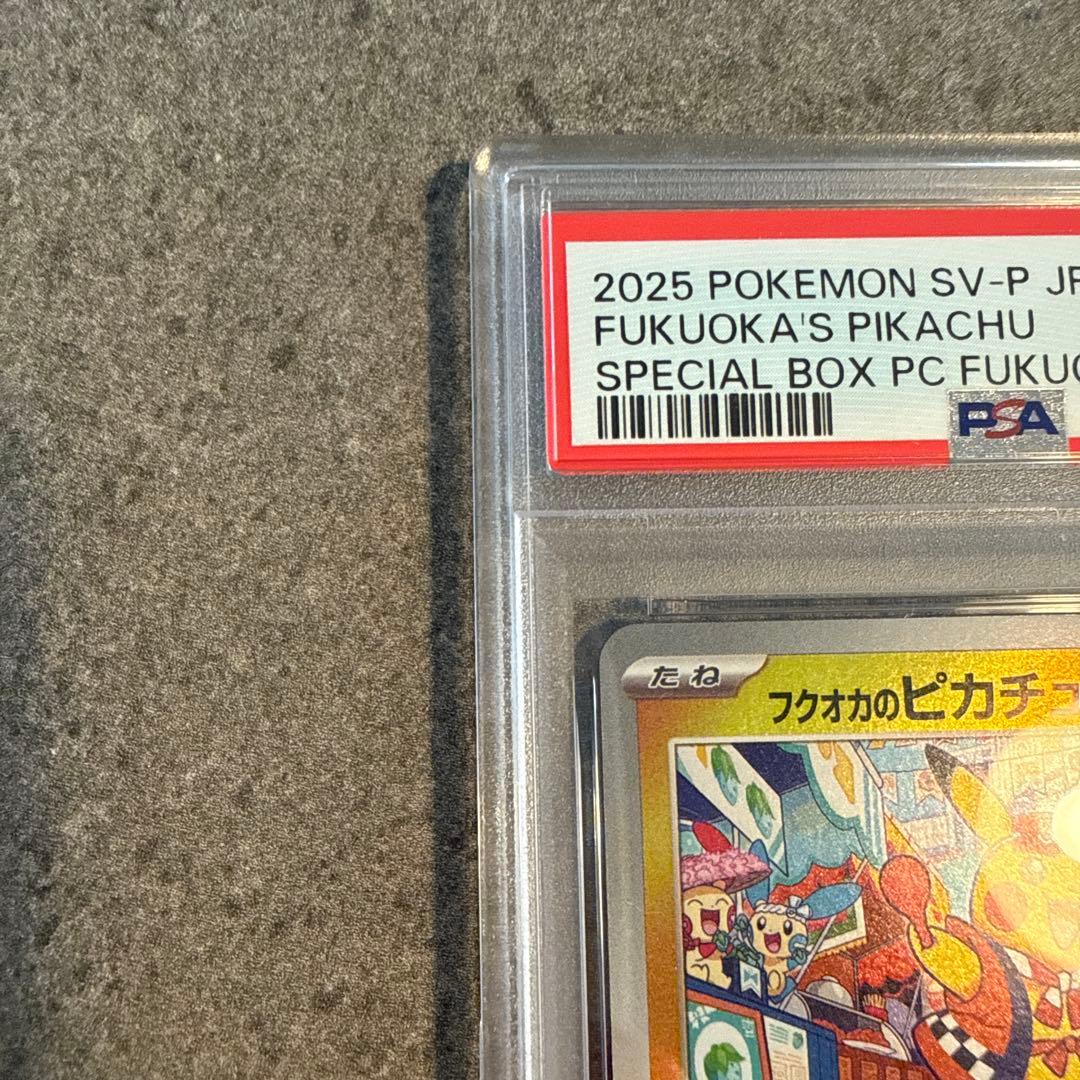 2025 POKEMON SV-P
FUKUOKA'S PIKACHU
SPECIAL BOX PC
PSA
たね
フクオカのピカチュ